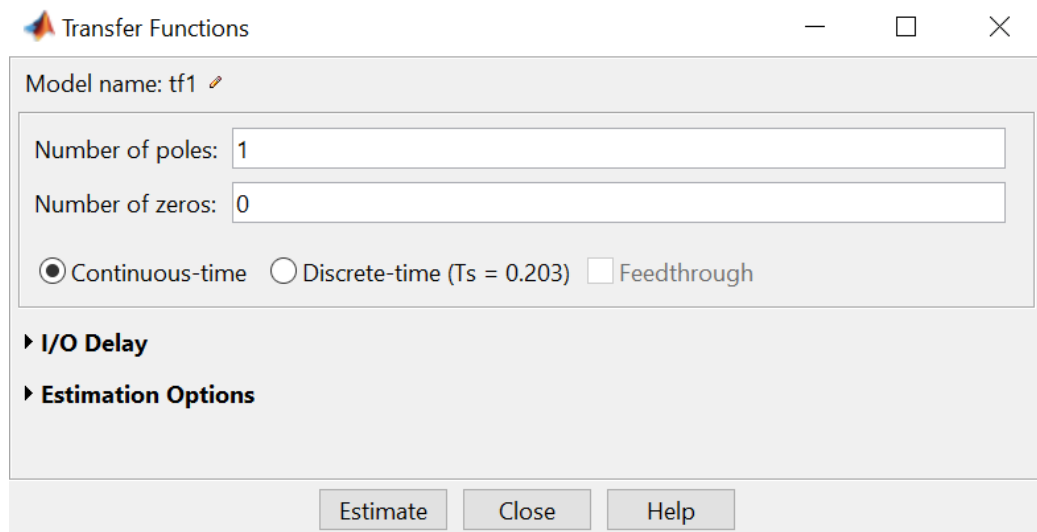 Transfer Functions
Model name: tf1
Number of poles: 1
Number of zeros: 0
Continuous-time Discrete-time (Ts = 0.203) Feedthrough
I/O Delay
Estimation Options
Estimate Close Help